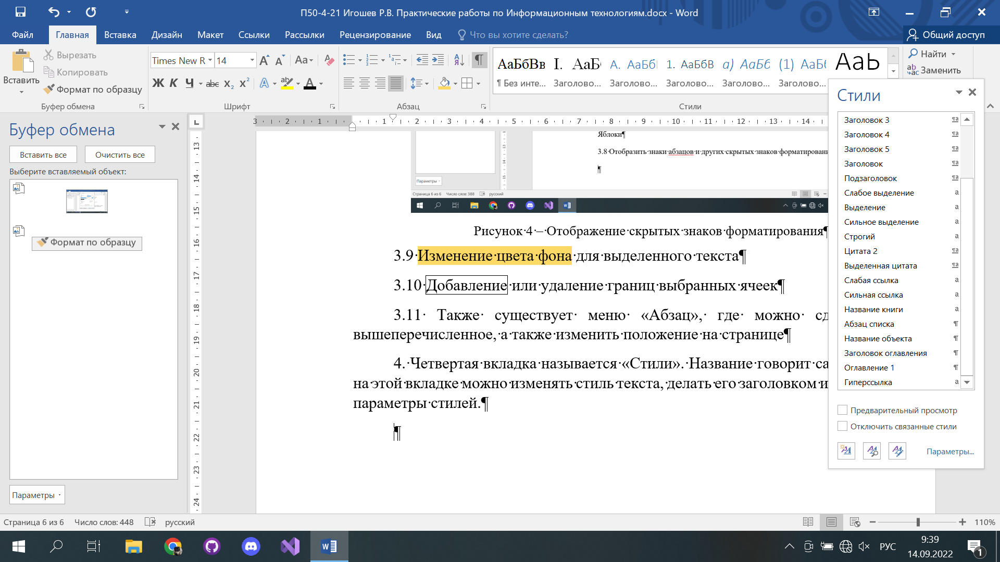 П50-4-21 Игошев Р.В. Практические работы по Информационным технологиям.docx - Word
Файл Главная Вставка Дизайн Макет Ссылки Рассылки Рецензирование Вид Что вы хотите сделать? Общий доступ
Вставить
Вырезать
Копировать
Формат по образцу
Буфер обмена
Times New R 14
Ж К Ч abc x₂ x²
Шрифт
Абзац
АаБбВв I. АаБб А. АаБбІ 1. АаБбВ а) АаБб (1) АаБб АаЬ
¶ Без инте... Заголово... Заголово... Заголово... Заголово... Заголово...
Стили
Найти
Заменить
Буфер обмена
Вставить все Очистить все
Выберите вставляемый объект:
Формат по образцу
Параметры
3 2 1 1 2 3 4 5 6 7 8 9 10 11 12 13 14
13 14 15 16 17 18 19 20 21 22 23 24
Яблоки¶
3.8·Отобразить·знаки·абзацов·и·других·скрытых·знаков·форматировани
¶
Параметры
Страница 6 из 6 Число слов: 388 русский
Рисунок·4·–·Отображение·скрытых·знаков·форматирования¶
3.9·Изменение·цвета·фона·для·выделенного·текста¶
3.10·Добавление·или·удаление·границ·выбранных·ячеек¶
3.11· Также· существует· меню· «Абзац»,· где· можно· сд
вышеперечисленное,·а·также·изменить·положение·на·странице¶
4.·Четвертая·вкладка·называется·«Стили».·Название·говорит·са
на·этой·вкладке·можно·изменять·стиль·текста,·делать·его·заголовком·и
параметры·стилей.¶
¶
Стили
Заголовок 3
Заголовок 4
Заголовок 5
Заголовок
Подзаголовок
Слабое выделение
Выделение
Сильное выделение
Строгий
Цитата 2
Выделенная цитата
Слабая ссылка
Сильная ссылка
Название книги
Абзац списка
Название объекта
Заголовок оглавления
Оглавление 1
Гиперссылка
Предварительный просмотр
Отключить связанные стили
Параметры...
Страница 6 из 6 Число слов: 448 русский 110%
РУС 9:39
14.09.2022
1